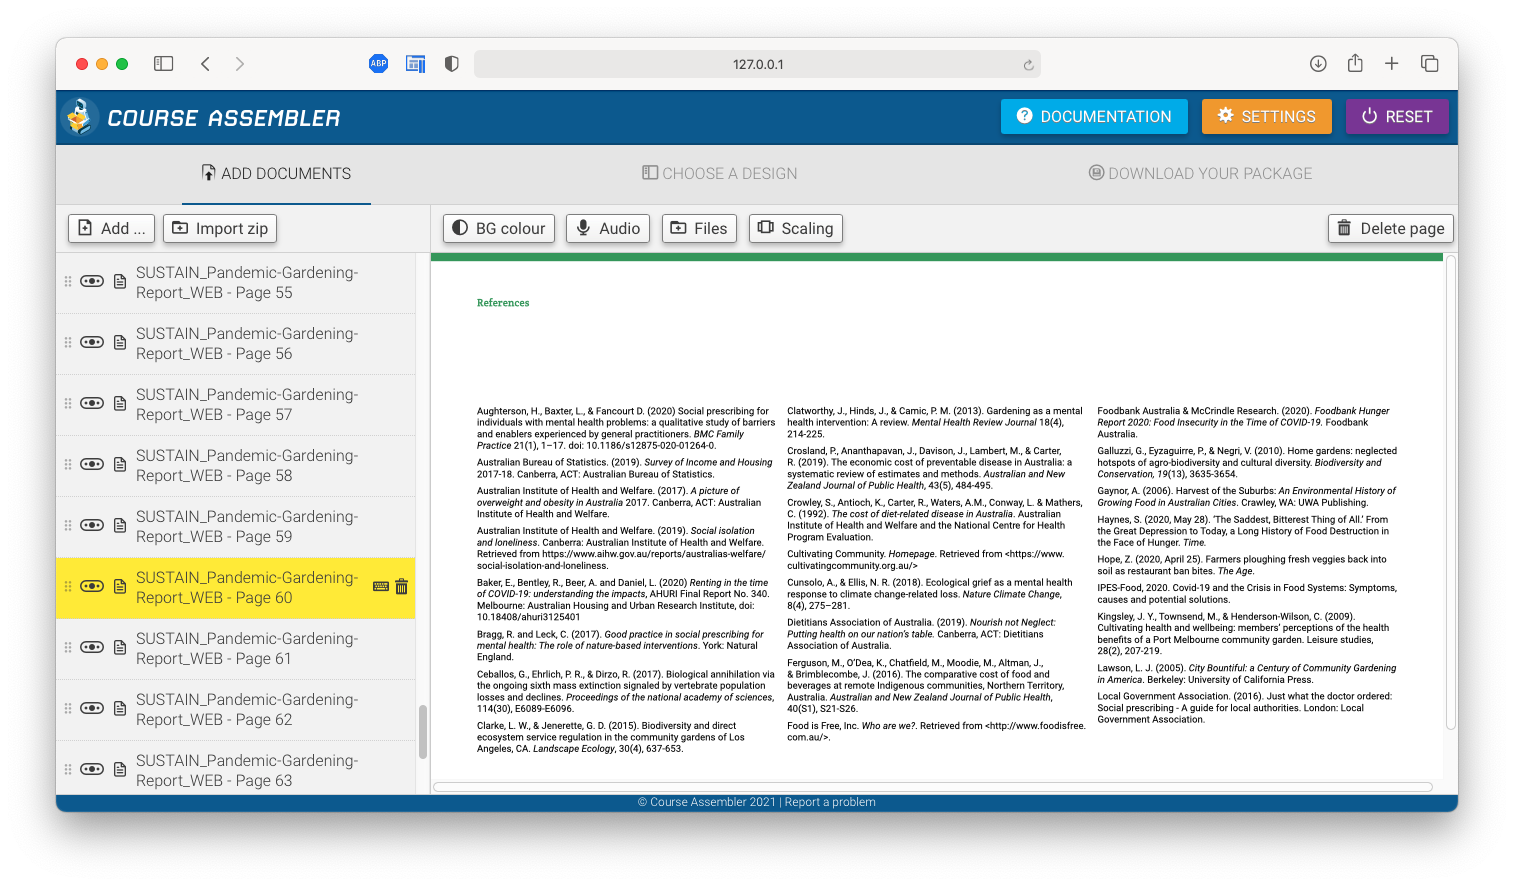 ABP
127.0.0.1
COURSE ASSEMBLER
DOCUMENTATION
SETTINGS
RESET
ADD DOCUMENTS
CHOOSE A DESIGN
DOWNLOAD YOUR PACKAGE
Add ...
Import zip
BG colour
Audio
Files
Scaling
Delete page
SUSTAIN_Pandemic-Gardening-
Report_WEB - Page 55
SUSTAIN_Pandemic-Gardening-
Report_WEB - Page 56
SUSTAIN_Pandemic-Gardening-
Report_WEB - Page 57
SUSTAIN_Pandemic-Gardening-
Report_WEB - Page 58
SUSTAIN_Pandemic-Gardening-
Report_WEB - Page 59
SUSTAIN_Pandemic-Gardening-
Report_WEB - Page 60
SUSTAIN_Pandemic-Gardening-
Report_WEB - Page 61
SUSTAIN_Pandemic-Gardening-
Report_WEB - Page 62
SUSTAIN_Pandemic-Gardening-
Report_WEB - Page 63
References
Aughterson, H., Baxter, L., & Fancourt D. (2020) Social prescribing for
individuals with mental health problems: a qualitative study of barriers
and enablers experienced by general practitioners. BMC Family
Practice 21(1), 1–17. doi: 10.1186/s12875-020-01264-0.
Australian Bureau of Statistics. (2019). Survey of Income and Housing
2017-18. Canberra, ACT: Australian Bureau of Statistics.
Australian Institute of Health and Welfare. (2017). A picture of
overweight and obesity in Australia 2017. Canberra, ACT: Australian
Institute of Health and Welfare.
Australian Institute of Health and Welfare. (2019). Social isolation
and loneliness. Canberra: Australian Institute of Health and Welfare.
Retrieved from https://www.aihw.gov.au/reports/australias-welfare/
social-isolation-and-loneliness.
Baker, E., Bentley, R., Beer, A. and Daniel, L. (2020) Renting in the time
of COVID-19: understanding the impacts, AHURI Final Report No. 340.
Melbourne: Australian Housing and Urban Research Institute, doi:
10.18408/ahuri3125401
Bragg, R. and Leck, C. (2017). Good practice in social prescribing for
mental health: The role of nature-based interventions. York: Natural
England.
Ceballos, G., Ehrlich, P. R., & Dirzo, R. (2017). Biological annihilation via
the ongoing sixth mass extinction signaled by vertebrate population
losses and declines. Proceedings of the national academy of sciences,
114(30), E6089-E6096.
Clarke, L. W., & Jenerette, G. D. (2015). Biodiversity and direct
ecosystem service regulation in the community gardens of Los
Angeles, CA. Landscape Ecology, 30(4), 637-653.
Clatworthy, J., Hinds, J., & Camic, P. M. (2013). Gardening as a mental
health intervention: A review. Mental Health Review Journal 18(4),
214-225.
Crosland, P., Ananthapavan, J., Davison, J., Lambert, M., & Carter,
R. (2019). The economic cost of preventable disease in Australia: a
systematic review of estimates and methods. Australian and New
Zealand Journal of Public Health, 43(5), 484-495.
Crowley, S., Antioch, K., Carter, R., Waters, A.M., Conway, L. & Mathers,
C. (1992). The cost of diet-related disease in Australia. Australian
Institute of Health and Welfare and the National Centre for Health
Program Evaluation.
Cultivating Community. Homepage. Retrieved from <https://www.
cultivatingcommunity.org.au/>
Cunsolo, A., & Ellis, N. R. (2018). Ecological grief as a mental health
response to climate change-related loss. Nature Climate Change,
8(4), 275–281.
Dietitians Association of Australia. (2019). Nourish not Neglect:
Putting health on our nation's table. Canberra, ACT: Dietitians
Association of Australia.
Ferguson, M., O'Dea, K., Chatfield, M., Moodie, M., Altman, J.,
& Brimblecombe, J. (2016). The comparative cost of food and
beverages at remote Indigenous communities, Northern Territory,
Australia. Australian and New Zealand Journal of Public Health,
40(S1), S21-S26.
Food is Free, Inc. Who are we?. Retrieved from <http://www.foodisfree.
com.au/>.
Foodbank Australia & McCrindle Research. (2020). Foodbank Hunger
Report 2020: Food Insecurity in the Time of COVID-19. Foodbank
Australia.
Galluzzi, G., Eyzaguirre, P., & Negri, V. (2010). Home gardens: neglected
hotspots of agro-biodiversity and cultural diversity. Biodiversity and
Conservation, 19(13), 3635-3654.
Gaynor, A. (2006). Harvest of the Suburbs: An Environmental History of
Growing Food in Australian Cities. Crawley, WA: UWA Publishing.
Haynes, S. (2020, May 28). 'The Saddest, Bitterest Thing of All.' From
the Great Depression to Today, a Long History of Food Destruction in
the Face of Hunger. Time.
Hope, Z. (2020, April 25). Farmers ploughing fresh veggies back into
soil as restaurant ban bites. The Age.
IPES-Food, 2020. Covid-19 and the Crisis in Food Systems: Symptoms,
causes and potential solutions.
Kingsley, J. Y., Townsend, M., & Henderson-Wilson, C. (2009).
Cultivating health and wellbeing: members' perceptions of the health
benefits of a Port Melbourne community garden. Leisure studies,
28(2), 207-219.
Lawson, L. J. (2005). City Bountiful: a Century of Community Gardening
in America. Berkeley: University of California Press.
Local Government Association. (2016). Just what the doctor ordered:
Social prescribing - A guide for local authorities. London: Local
Government Association.
© Course Assembler 2021 | Report a problem